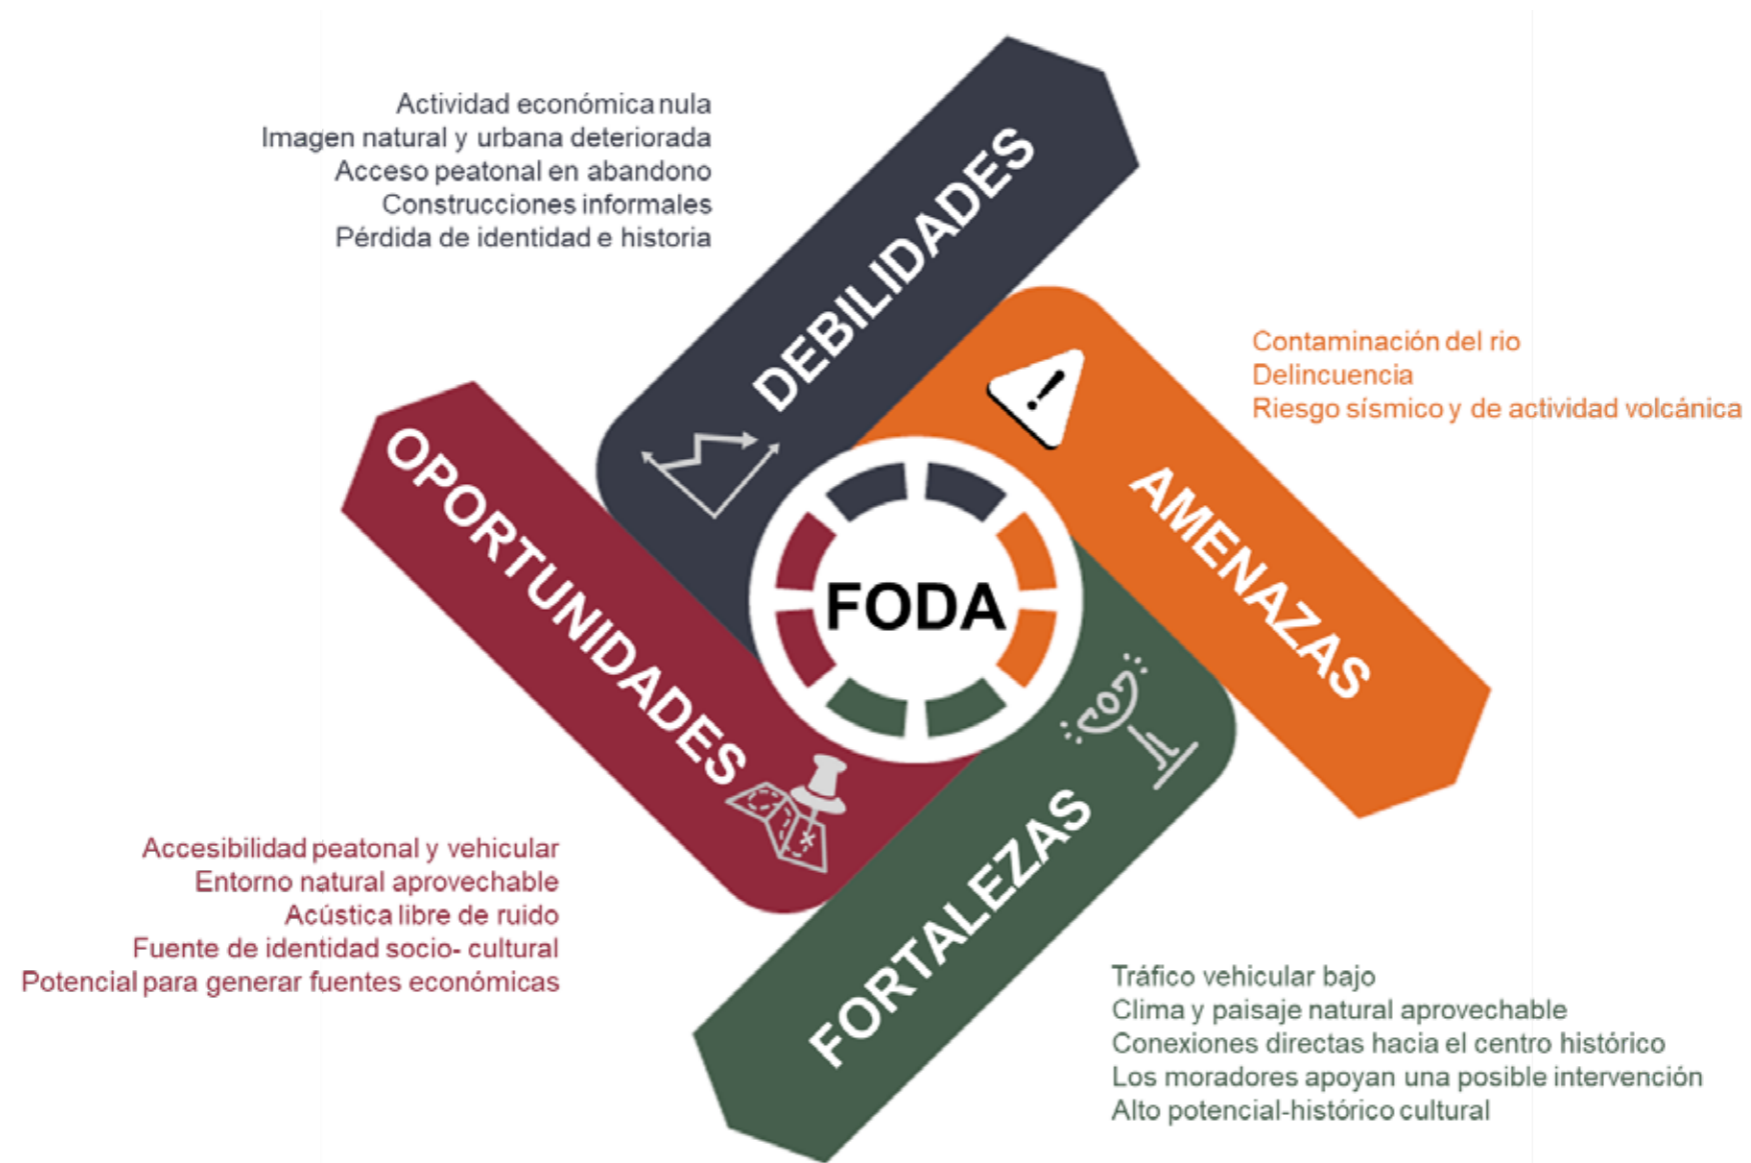 Actividad económica nula
Imagen natural y urbana deteriorada
Acceso peatonal en abandono
Construcciones informales
Pérdida de identidad e historia
DEBILIDADES
Contaminación del rio
Delincuencia
Riesgo sísmico y de actividad volcánica
AMENAZAS
OPORTUNIDADES
FODA
Accesibilidad peatonal y vehicular
Entorno natural aprovechable
Acústica libre de ruido
Fuente de identidad socio- cultural
Potencial para generar fuentes económicas
FORTALEZAS
Tráfico vehicular bajo
Clima y paisaje natural aprovechable
Conexiones directas hacia el centro histórico
Los moradores apoyan una posible intervención
Alto potencial-histórico cultural